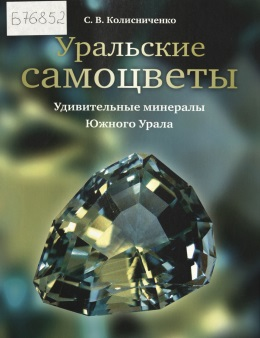 Б76852
С. В. Колисниченко
Уральские
самоцветы
Удивительные минералы
Южного Урала